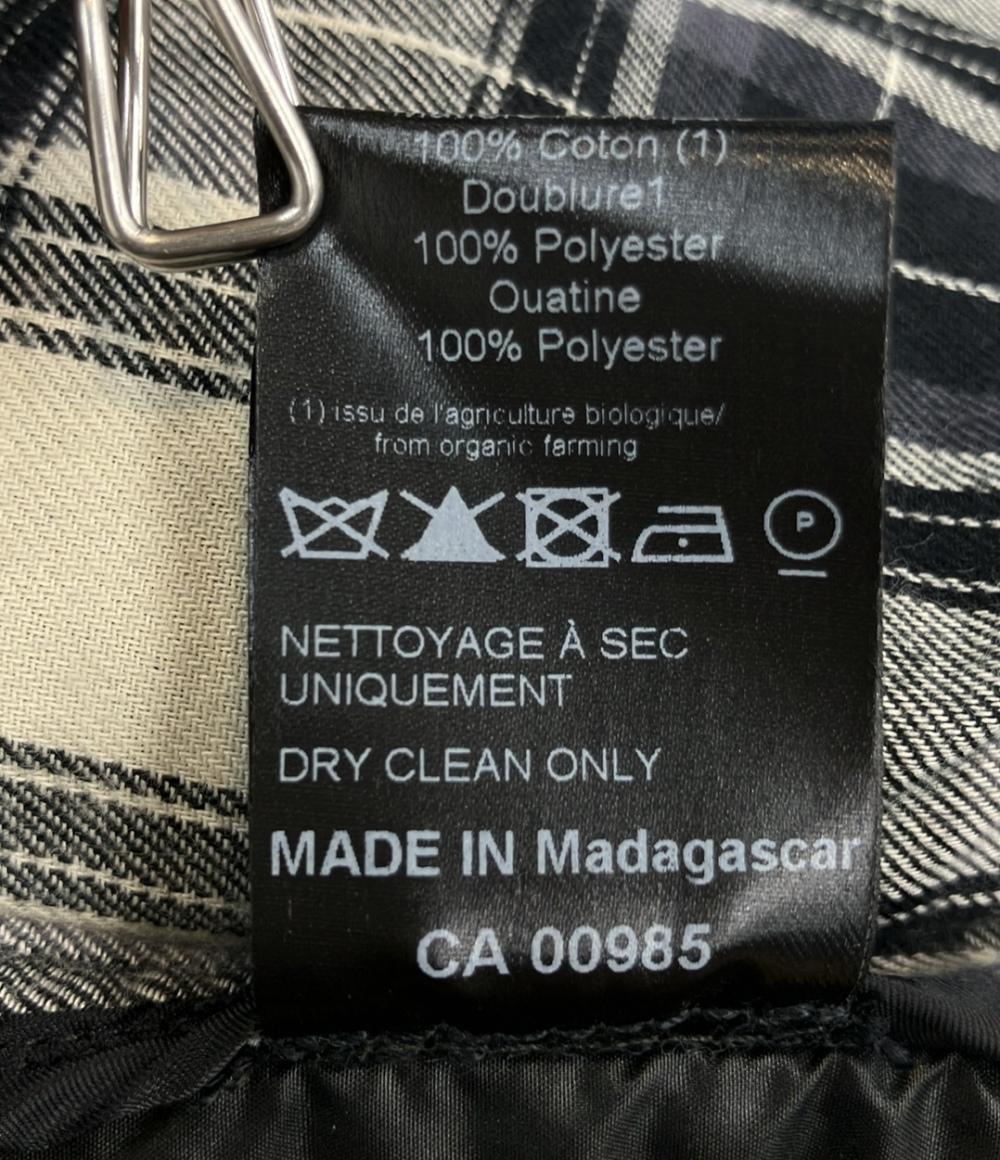 100% Coton (1)
Doublure1
100% Polyester
Ouatine
100% Polyester
(1) issu de l'agriculture biologique/
from organic farming
P
NETTOYAGE À SEC
UNIQUEMENT
DRY CLEAN ONLY
MADE IN Madagascar
CA 00985